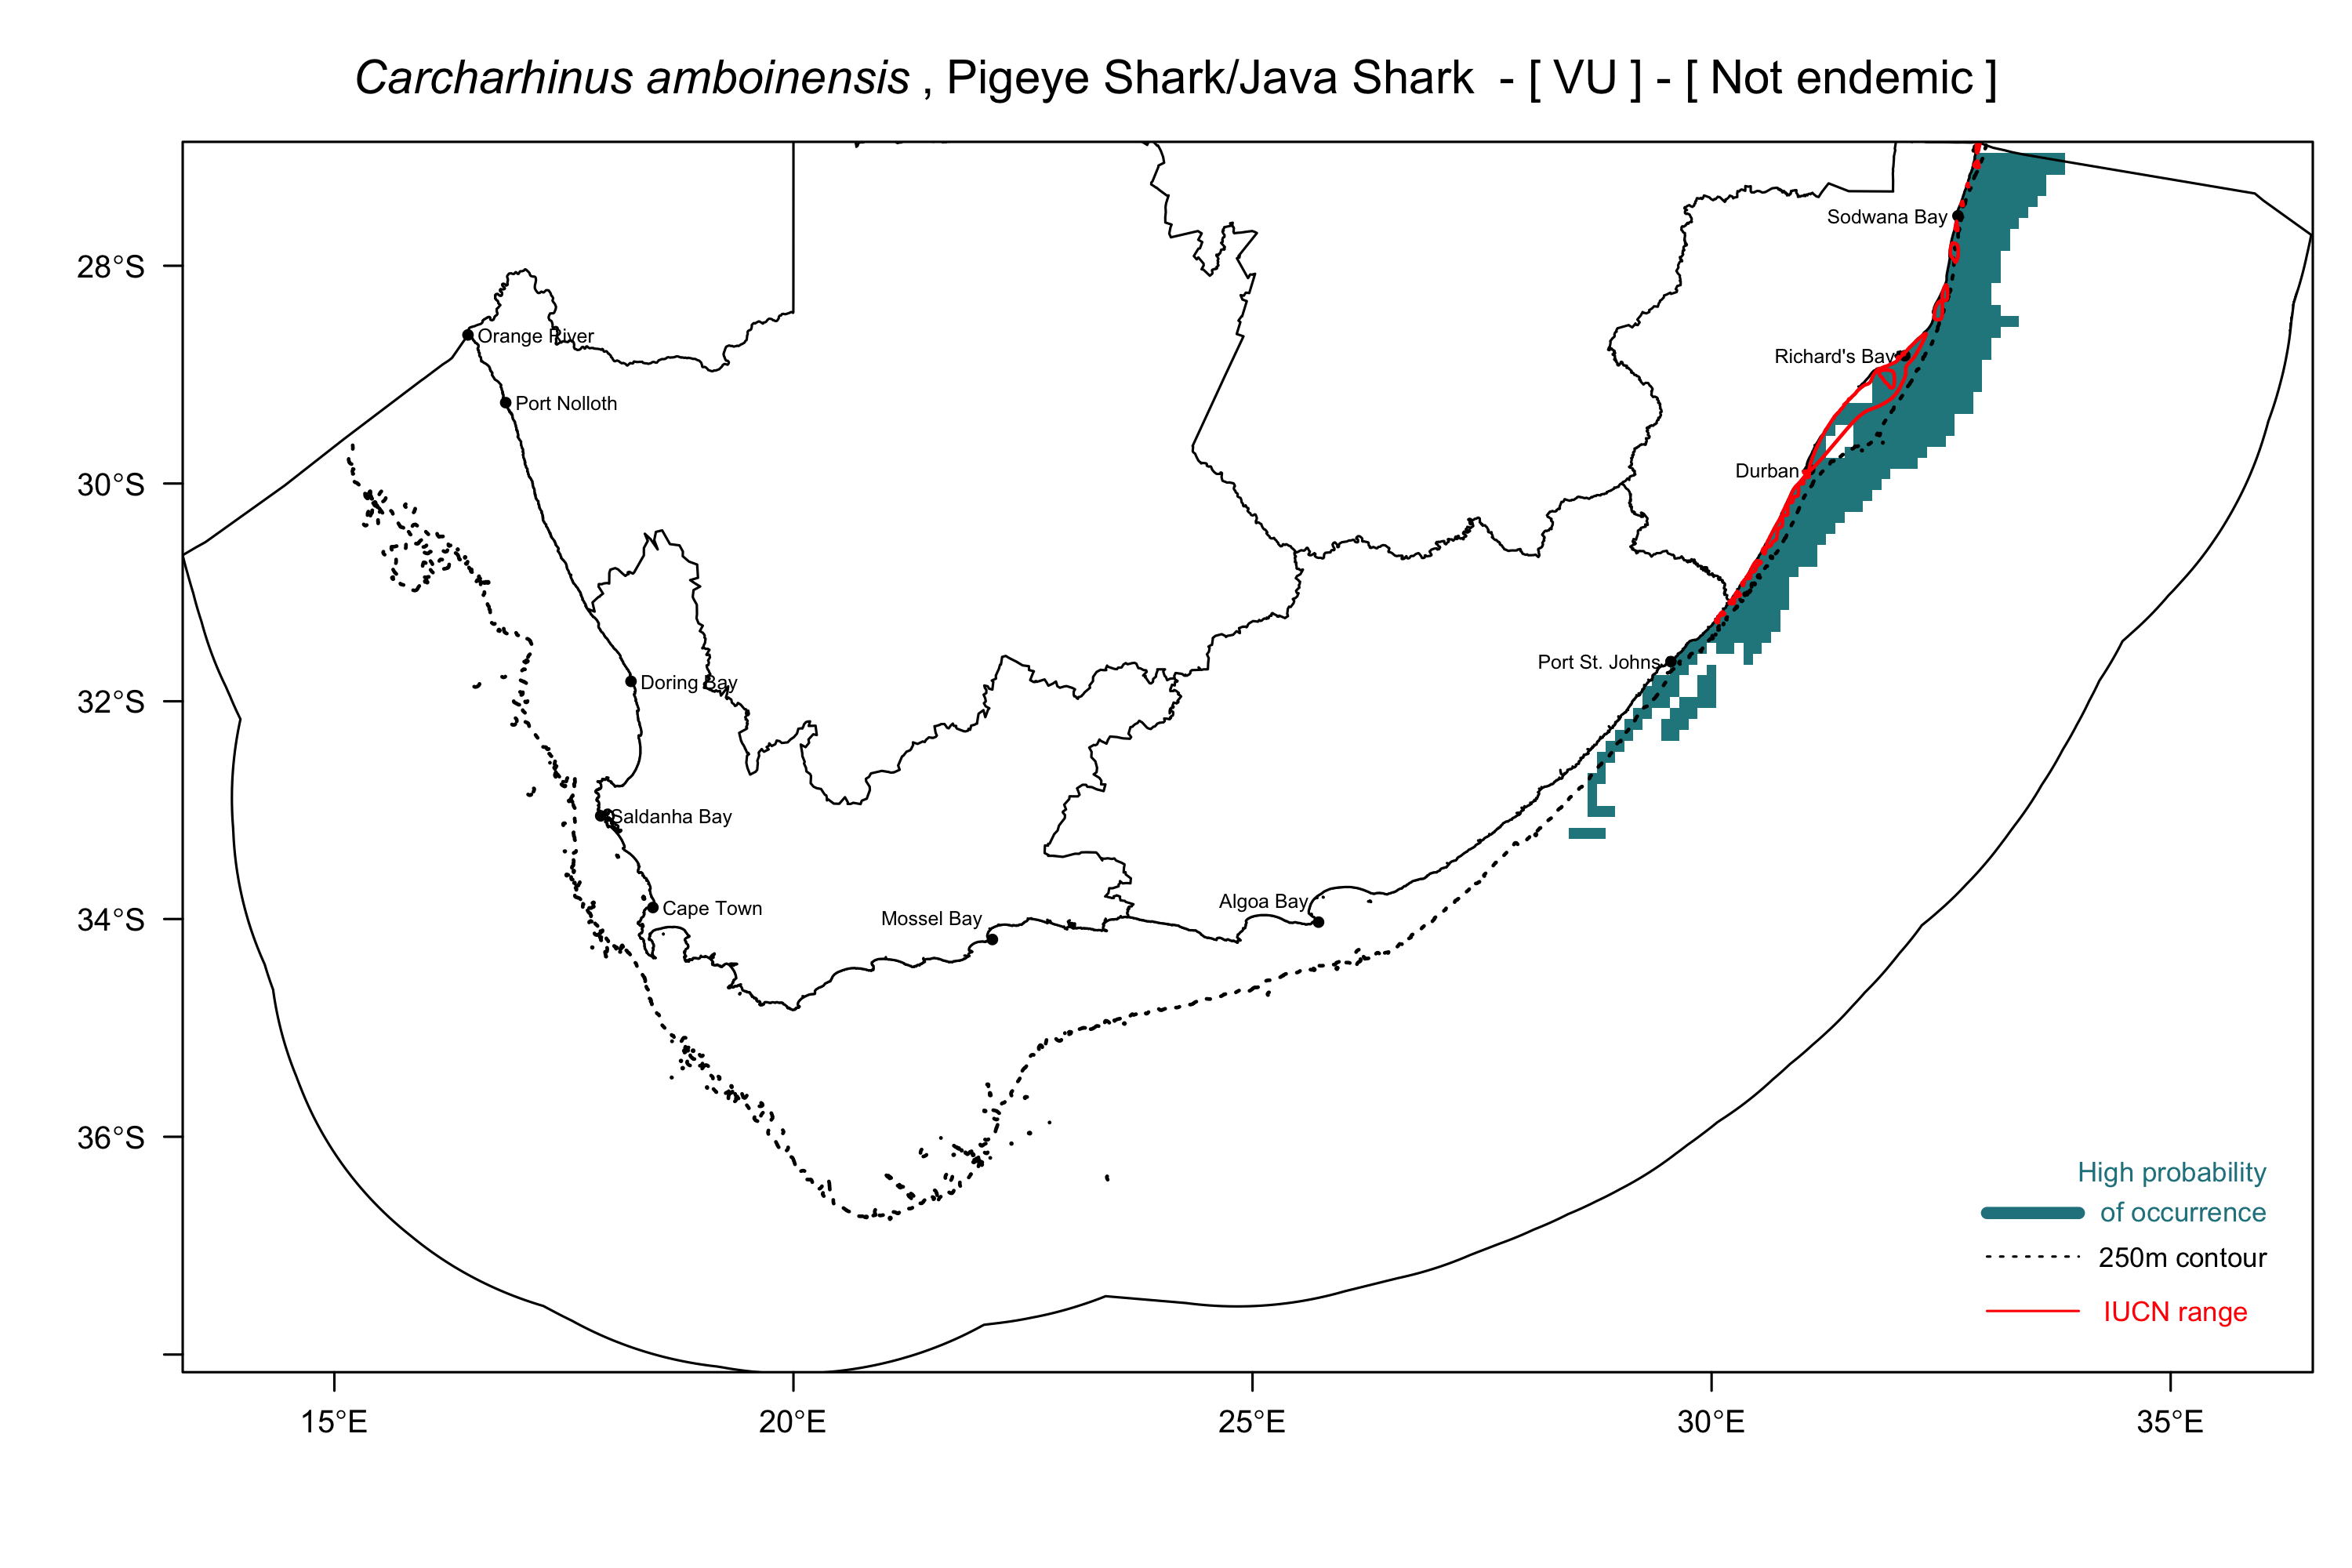 Carcharhinus amboinensis , Pigeye Shark/Java Shark - [ VU ] - [ Not endemic ]
Sodwana Bay
28°S
Orange River
Richard's Bay
Port Nolloth
Durban
30°S
Port St. Johns
Doring Bay
32°S
Saldanha Bay
Algoa Bay
Cape Town
Mossel Bay
34°S
36°S
High probability
of occurrence
250m contour
IUCN range
15°E
20°E
25°E
30°E
35°E